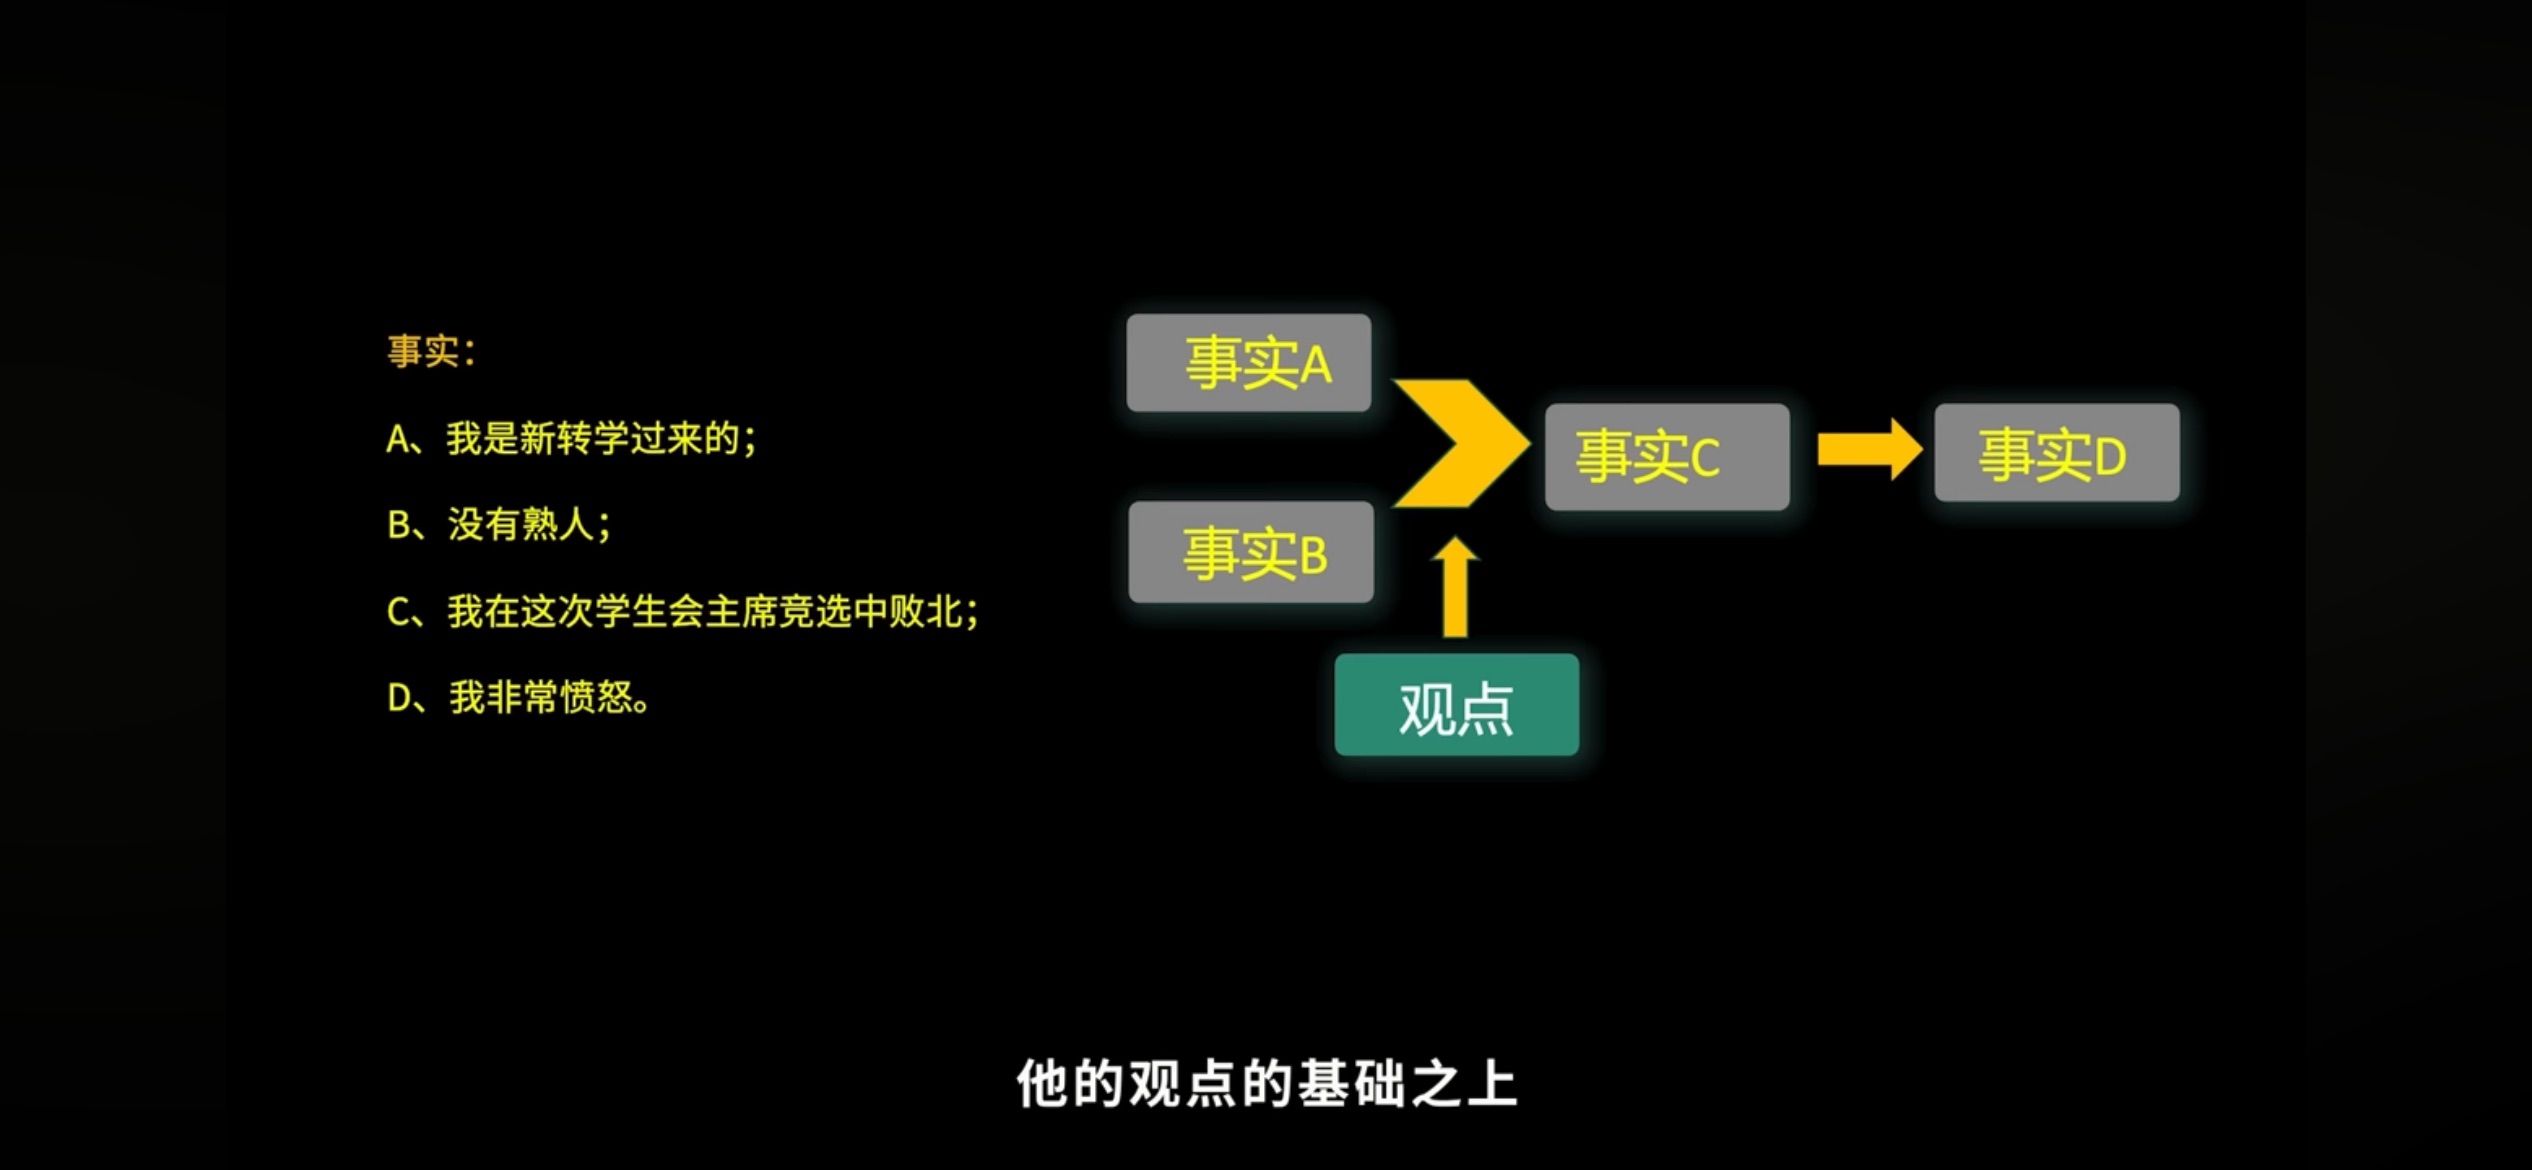 事实：
A、我是新转学过来的；
B、没有熟人；
C、我在这次学生会主席竞选中败北；
D、我非常愤怒。
事实A
事实B
事实C
事实D
观点
他的观点的基础之上